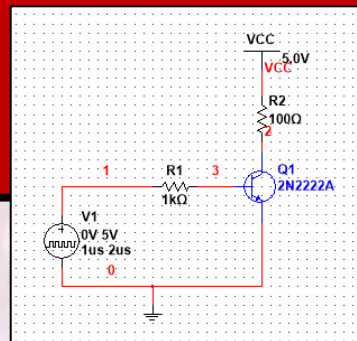 VCC
5.0V
VCC
R2
100Ω
2
Q1
2N2222A
1
R1
3
1kΩ
V1
0V 5V
1us 2us
0